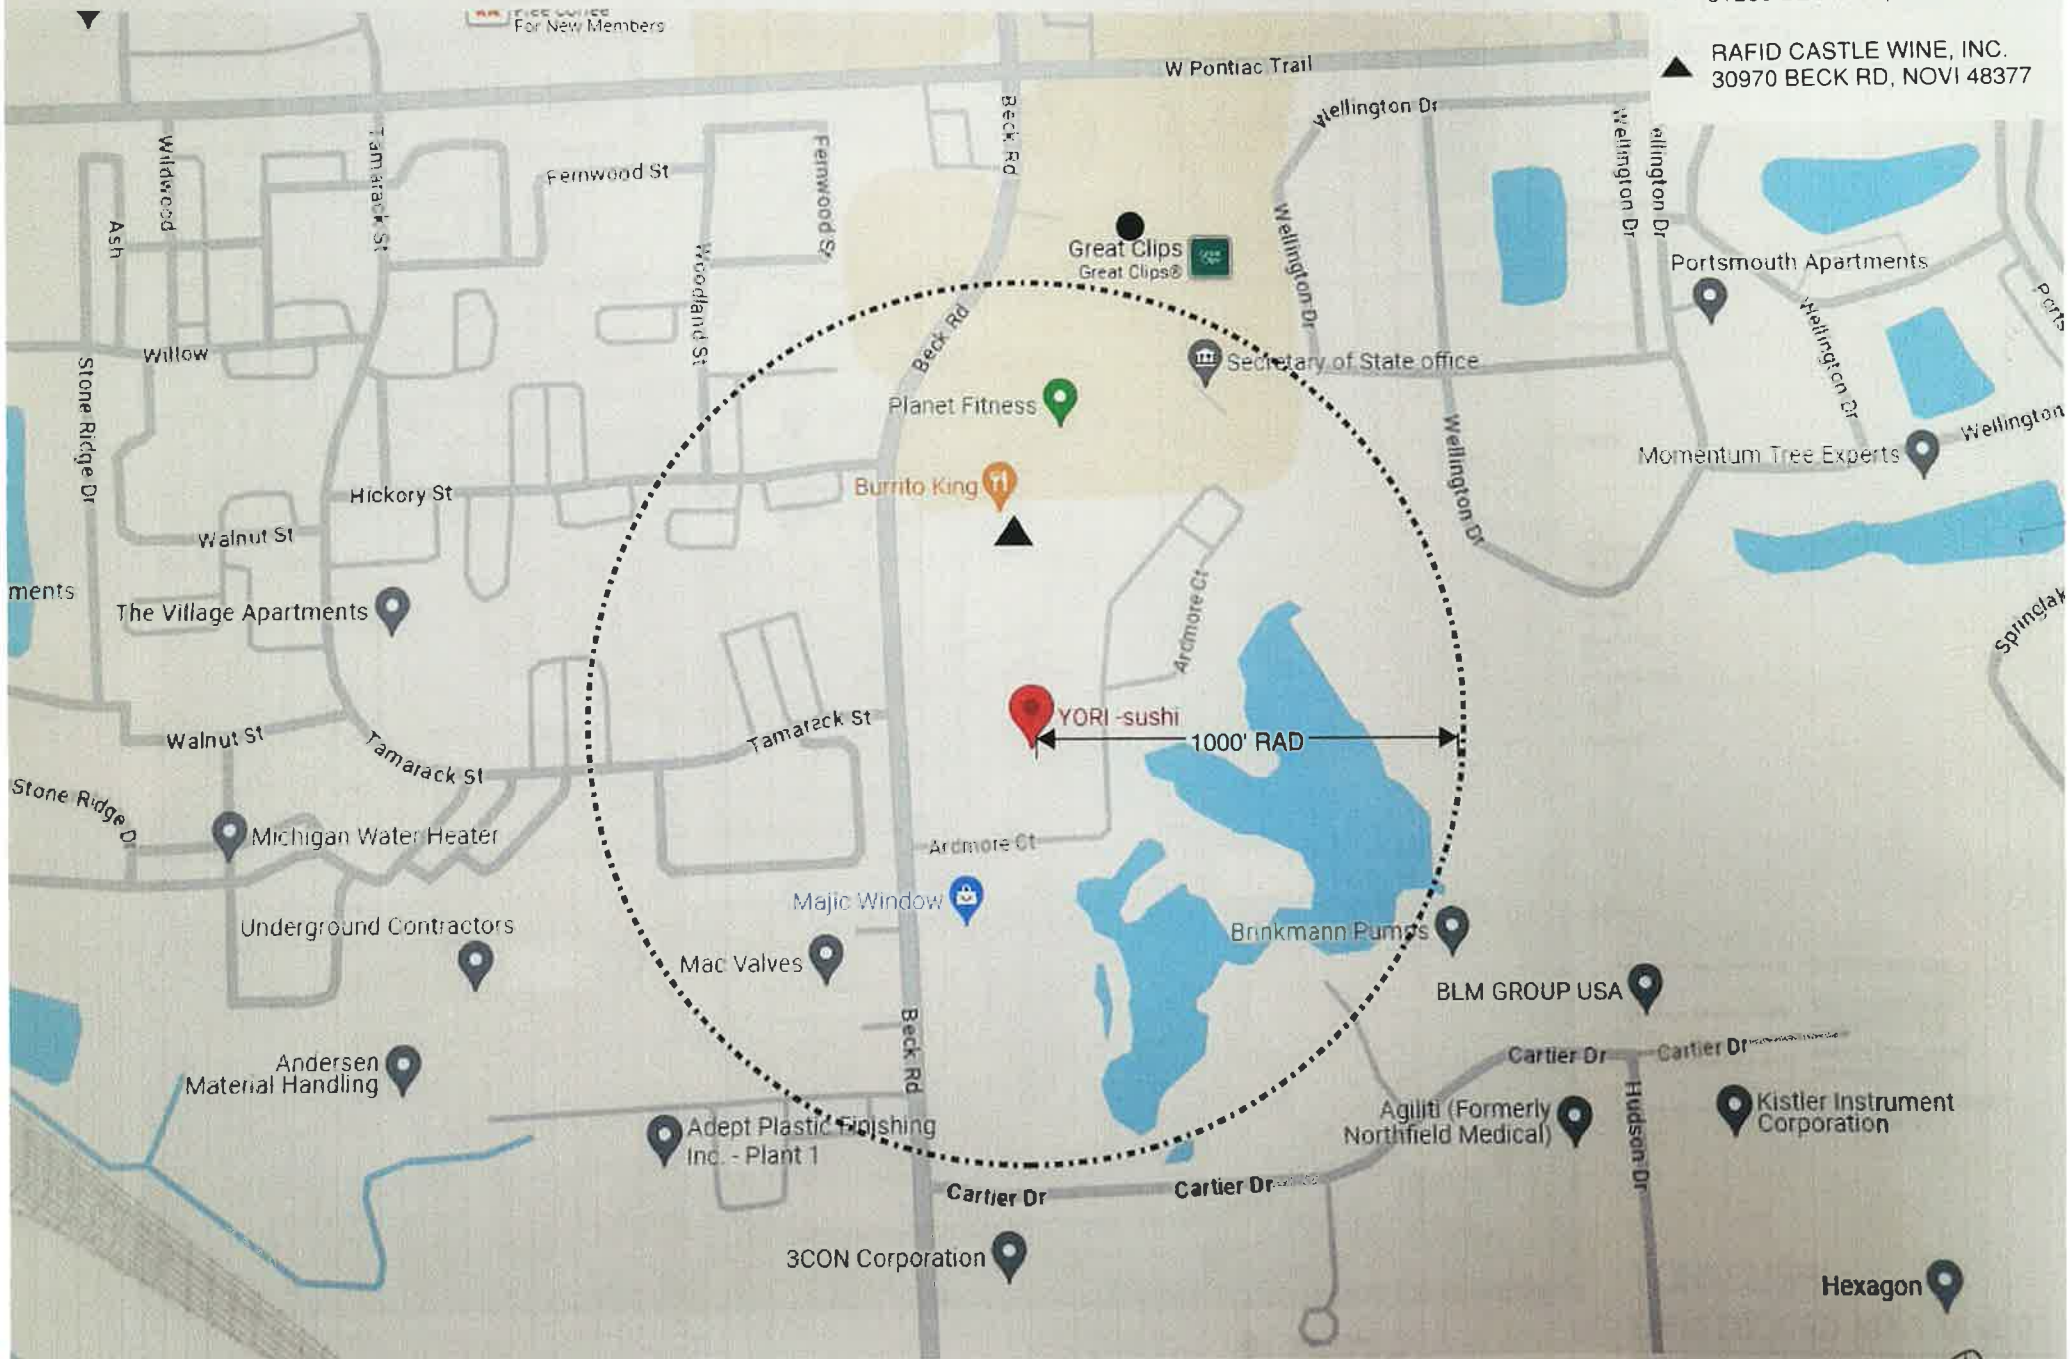 For New Members
RAFID CASTLE WINE, INC.
30970 BECK RD, NOVI 48377
W Pontiac Trail
Beck Rd
Wellington Dr
Wildwood
Tamarack St
Fernwood St
Fernwood St
Wellington Dr
Ash
Woodland St
Great Clips
Great Clips®
Wellington Dr
Portsmouth Apartments
Willow
Beck Rd
Secretary of State office
Wellington Dr
Stone Ridge Dr
Planet Fitness
Wellington Dr
Wellington
Momentum Tree Experts
Hickory St
Burrito King
Walnut St
ments
The Village Apartments
Ardmore Ct
YORI -sushi
1000' RAD
Walnut St
Tamarack St
Tamarack St
Stone Ridge D
Michigan Water Heater
Ardmore Ct
Majic Window
Underground Contractors
Mac Valves
Brinkmann Pumps
BLM GROUP USA
Beck Rd
Andersen
Material Handling
Cartier Dr
Cartier Dr
Hudson Dr
Agiliti (Formerly
Northfield Medical)
Kistler Instrument
Corporation
Adept Plastic Finishing
Inc. - Plant 1
Cartier Dr
Cartier Dr
3CON Corporation
Hexagon